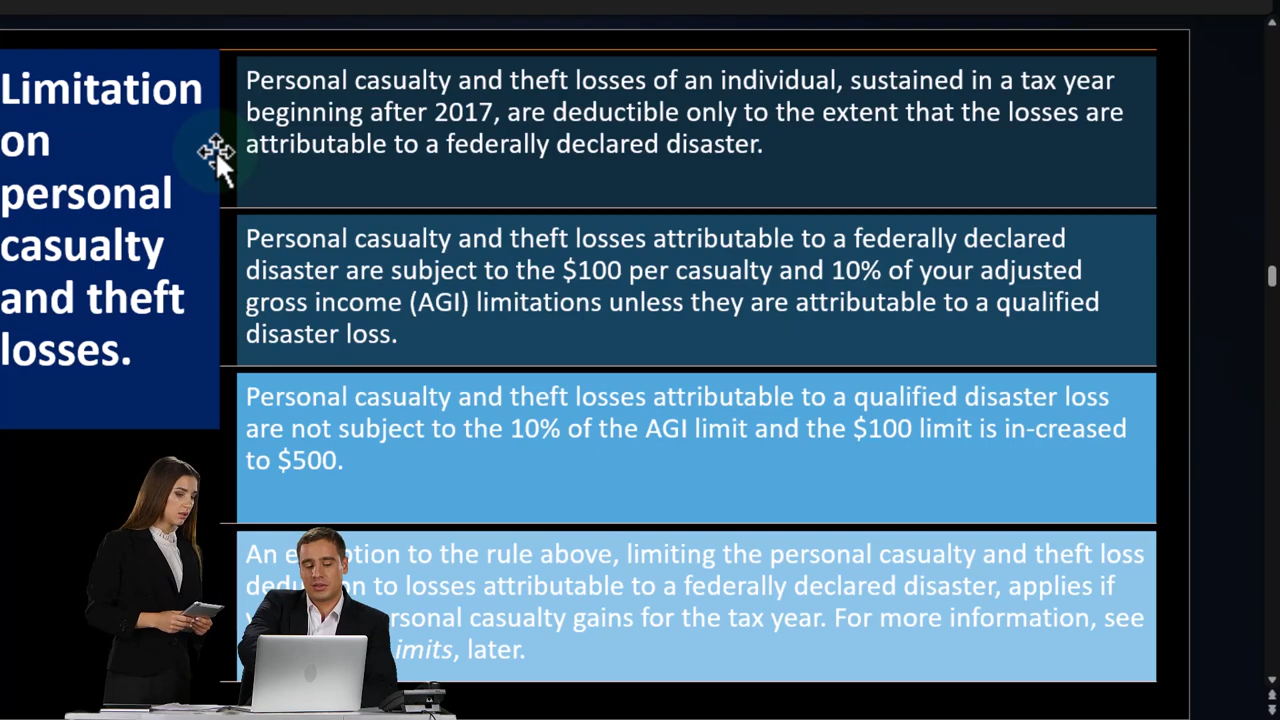 Limitation
on
personal
casualty
and theft
losses.
Personal casualty and theft losses of an individual, sustained in a tax year
beginning after 2017, are deductible only to the extent that the losses are
attributable to a federally declared disaster.
Personal casualty and theft losses attributable to a federally declared
disaster are subject to the $100 per casualty and 10% of your adjusted
gross income (AGI) limitations unless they are attributable to a qualified
disaster loss.
Personal casualty and theft losses attributable to a qualified disaster loss
are not subject to the 10% of the AGI limit and the $100 limit is in-creased
to $500.
An to the rule above, limiting the personal casualty and theft loss
to losses attributable to a federally declared disaster, applies if
casualty gains for the tax year. For more information, see
later.